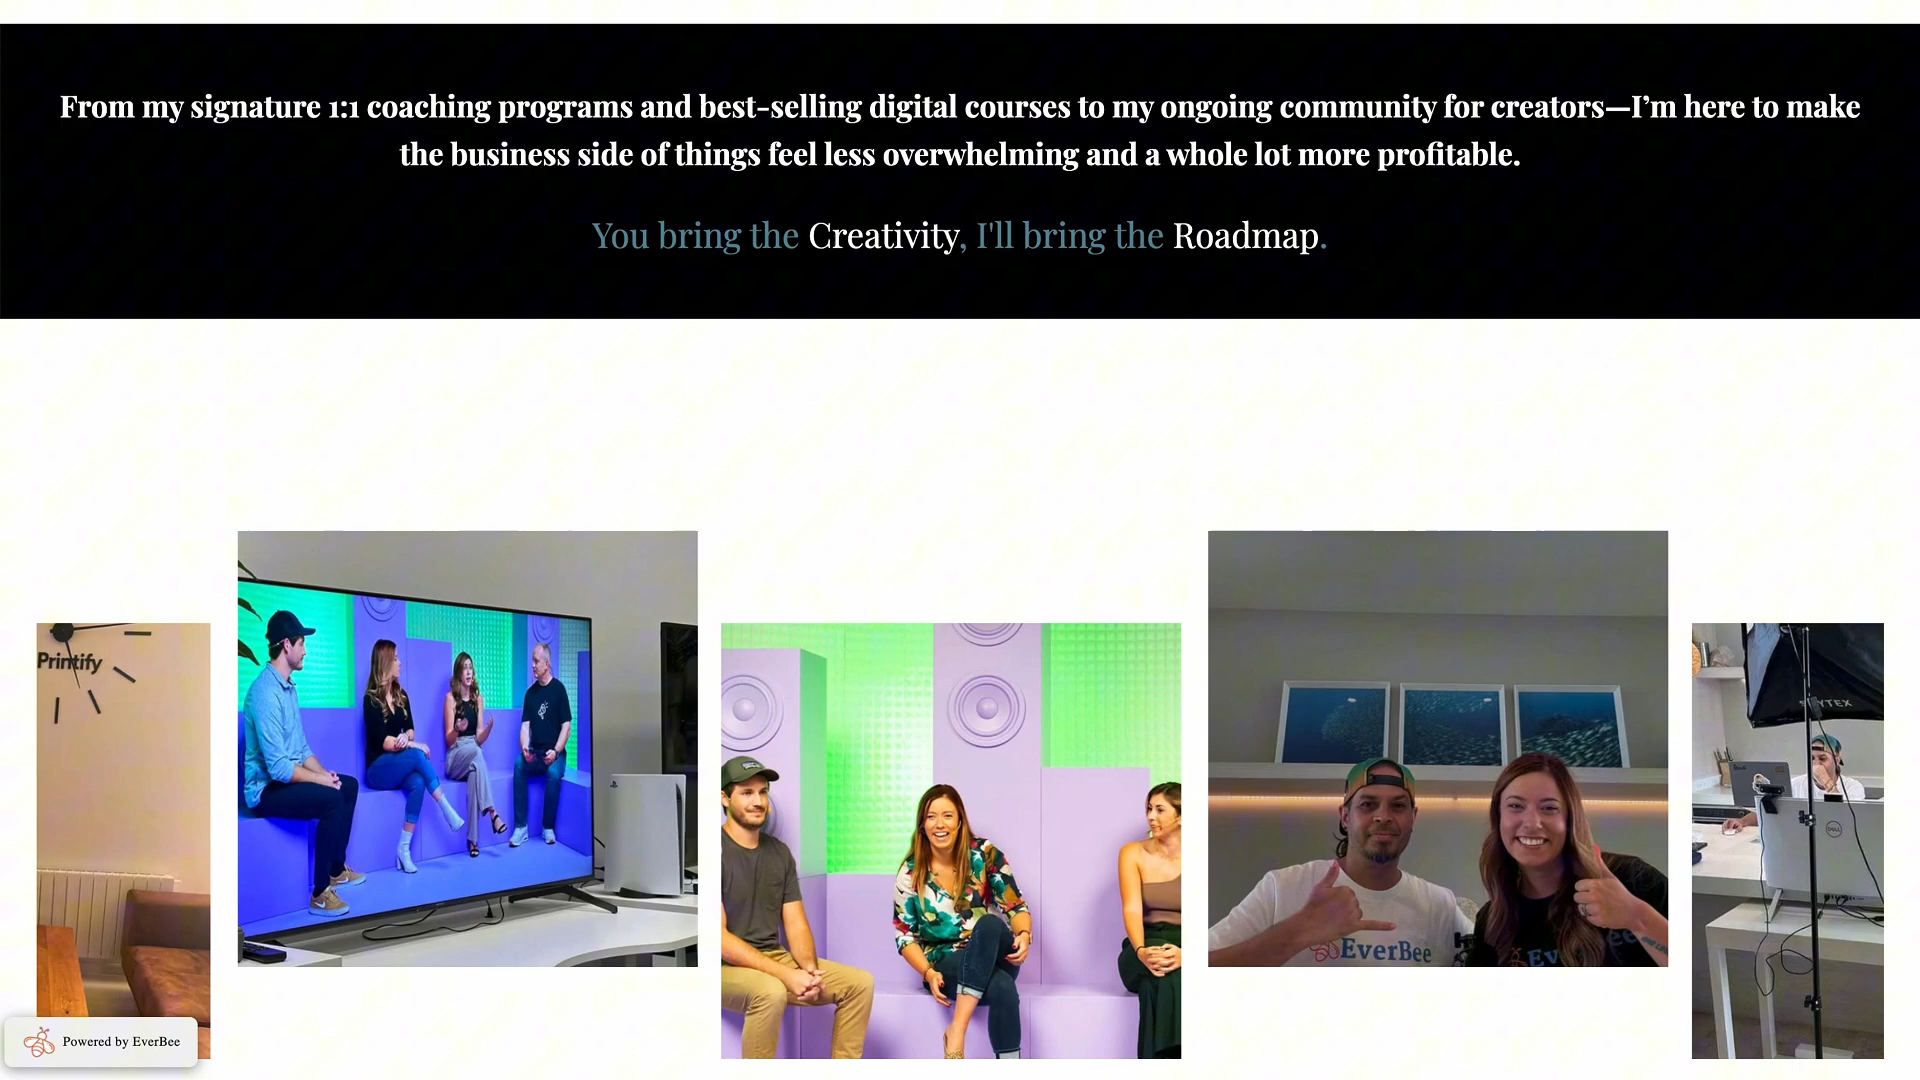 From my signature 1:1 coaching programs and best-selling digital courses to my ongoing community for creators—I’m here to make
the business side of things feel less overwhelming and a whole lot more profitable.
You bring the Creativity, I'll bring the Roadmap.
Printify
EverBee
DELL
Powered by EverBee